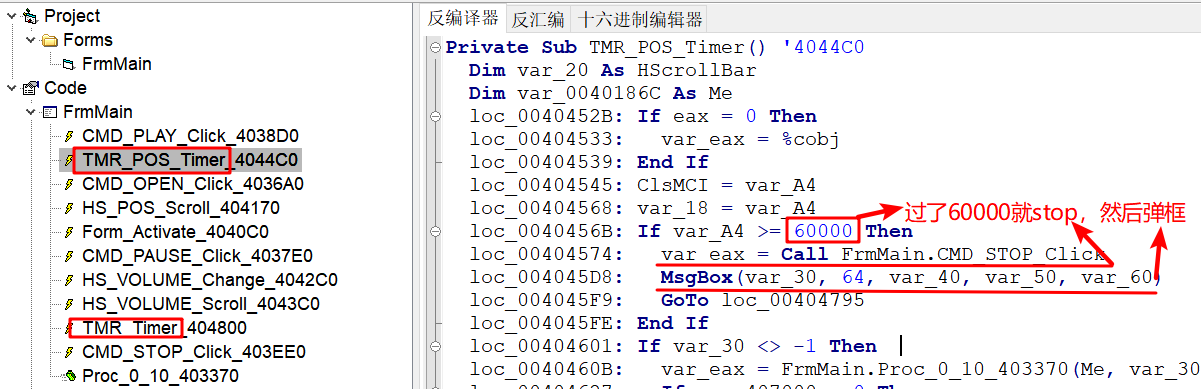 Project
Forms
FrmMain
Code
FrmMain
CMD_PLAY_Click_4038D0
TMR_POS_Timer_4044C0
CMD_OPEN_Click_4036A0
HS_POS_Scroll_404170
Form_Activate_4040C0
CMD_PAUSE_Click_4037E0
HS_VOLUME_Change_4042C0
HS_VOLUME_Scroll_4043C0
TMR_Timer_404800
CMD_STOP_Click_403EE0
Proc_0_10_403370
反编译器 反汇编 十六进制编辑器
Private Sub TMR_POS_Timer() '4044C0
Dim var_20 As HScrollBar
Dim var_0040186C As Me
loc_0040452B: If eax = 0 Then
loc_00404533: var_eax = %cobj
loc_00404539: End If
loc_00404545: ClsMCI = var_A4
loc_00404568: var_18 = var_A4
loc_0040456B: If var_A4 >= 60000 Then
过了60000就stop，然后弹框
loc_00404574: var_eax = Call FrmMain.CMD_STOP_Click
loc_004045D8: MsgBox(var_30, 64, var_40, var_50, var_60)
loc_004045F9: GoTo loc_00404795
loc_004045FE: End If
loc_00404601: If var_30 <> -1 Then
loc_0040460B: var_eax = FrmMain.Proc_0_10_403370(Me, var_30